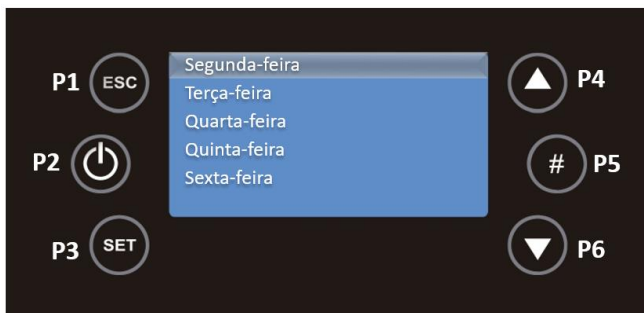 P1 ESC
P2
P3 SET
Segunda-feira
Terça-feira
Quarta-feira
Quinta-feira
Sexta-feira
P4
# P5
P6